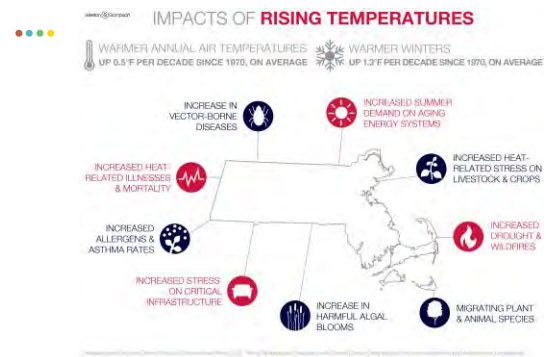 IMPACTS OF RISING TEMPERATURES
WARMER ANNUAL AIR TEMPERATURES
UP 0.5°F PER DECADE SINCE 1970, ON AVERAGE
WARMER WINTERS
UP 1.3°F PER DECADE SINCE 1970, ON AVERAGE
INCREASE IN
VECTOR-BORNE
DISEASES
INCREASED SUMMER
DEMAND ON AGING
ENERGY SYSTEMS
INCREASED HEAT-
RELATED ILLNESSES
& MORTALITY
INCREASED HEAT-
RELATED STRESS ON
LIVESTOCK & CROPS
INCREASED
ALLERGENS &
ASTHMA RATES
INCREASED
DROUGHT &
WILDFIRES
INCREASED STRESS
ON CRITICAL
INFRASTRUCTURE
INCREASE IN
HARMFUL ALGAL
BLOOMS
MIGRATING PLANT
& ANIMAL SPECIES